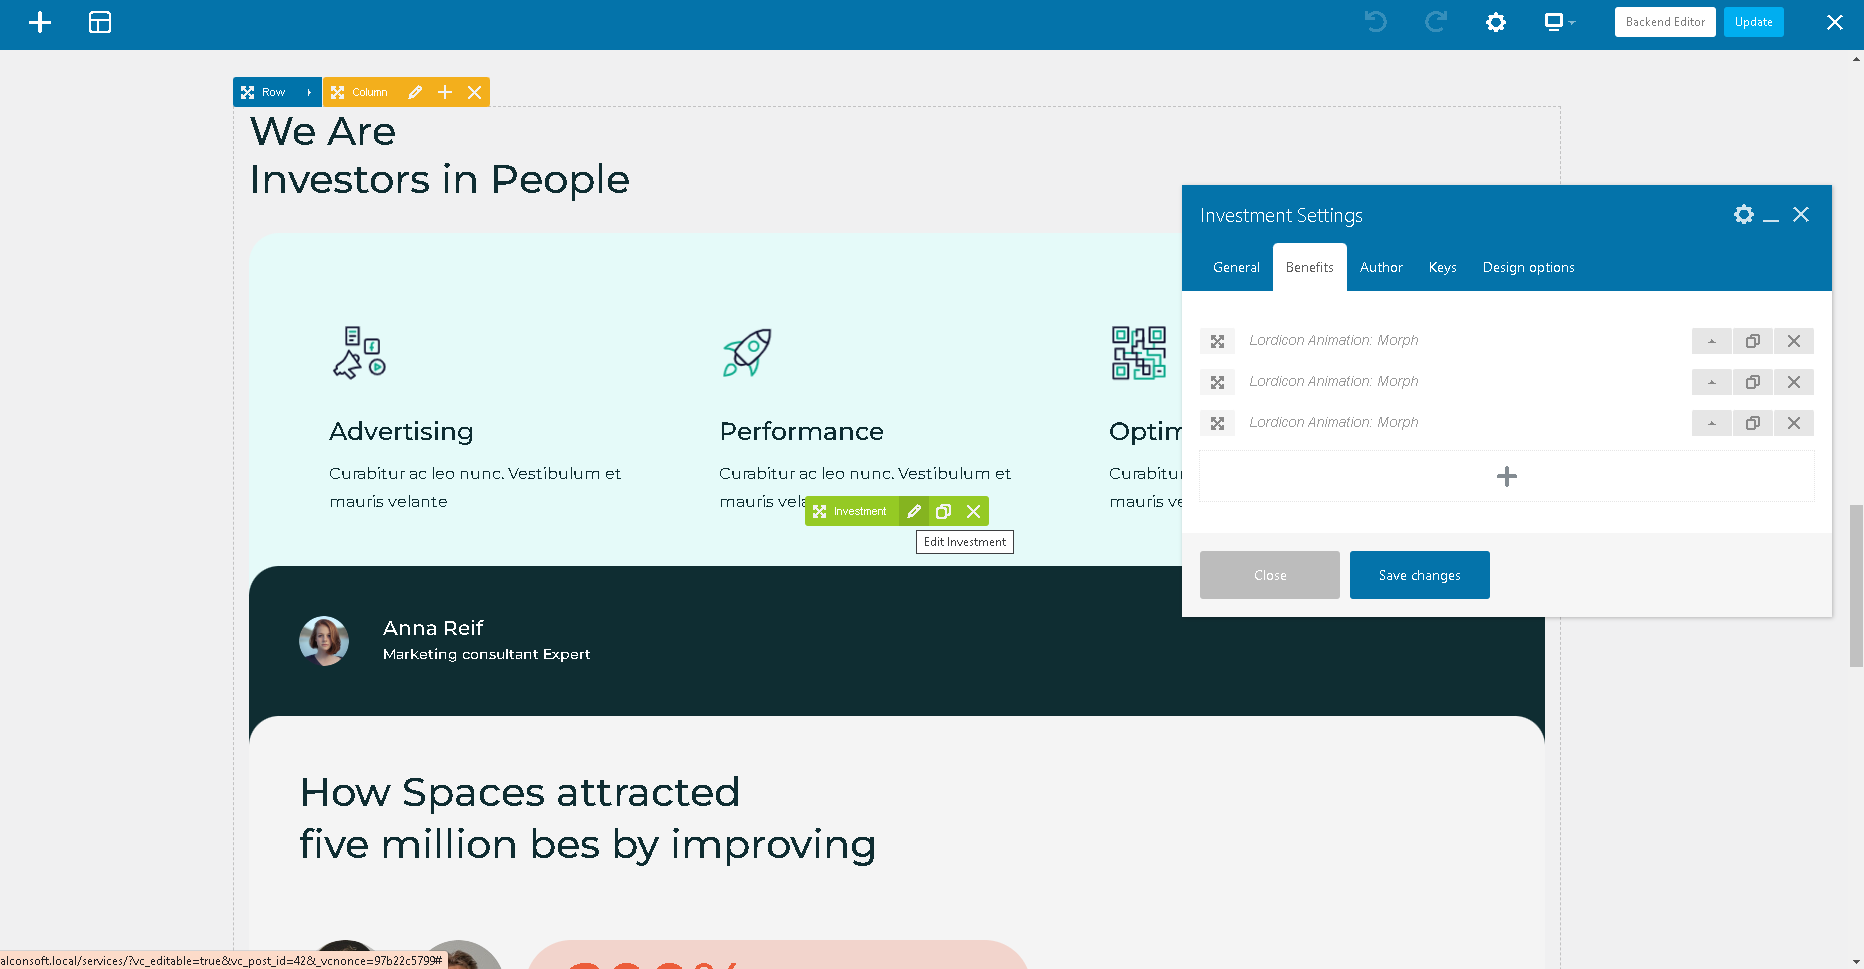 Backend Editor
Update
Row
Column
We Are
Investors in People
Investment Settings
General
Benefits
Author
Keys
Design options
Lordicon Animation: Morph
Lordicon Animation: Morph
Lordicon Animation: Morph
Close
Save changes
Advertising
Curabitur ac leo nunc. Vestibulum et
mauris velante
Performance
Curabitur ac leo nunc. Vestibulum et
mauris vela
Optim
Curabitur
mauris ve
Investment
Edit Investment
Anna Reif
Marketing consultant Expert
How Spaces attracted
five million bes by improving
alconsoft.local/services/?vc_editable=true&vc_post_id=42&_vcnonce=97b22c5799#